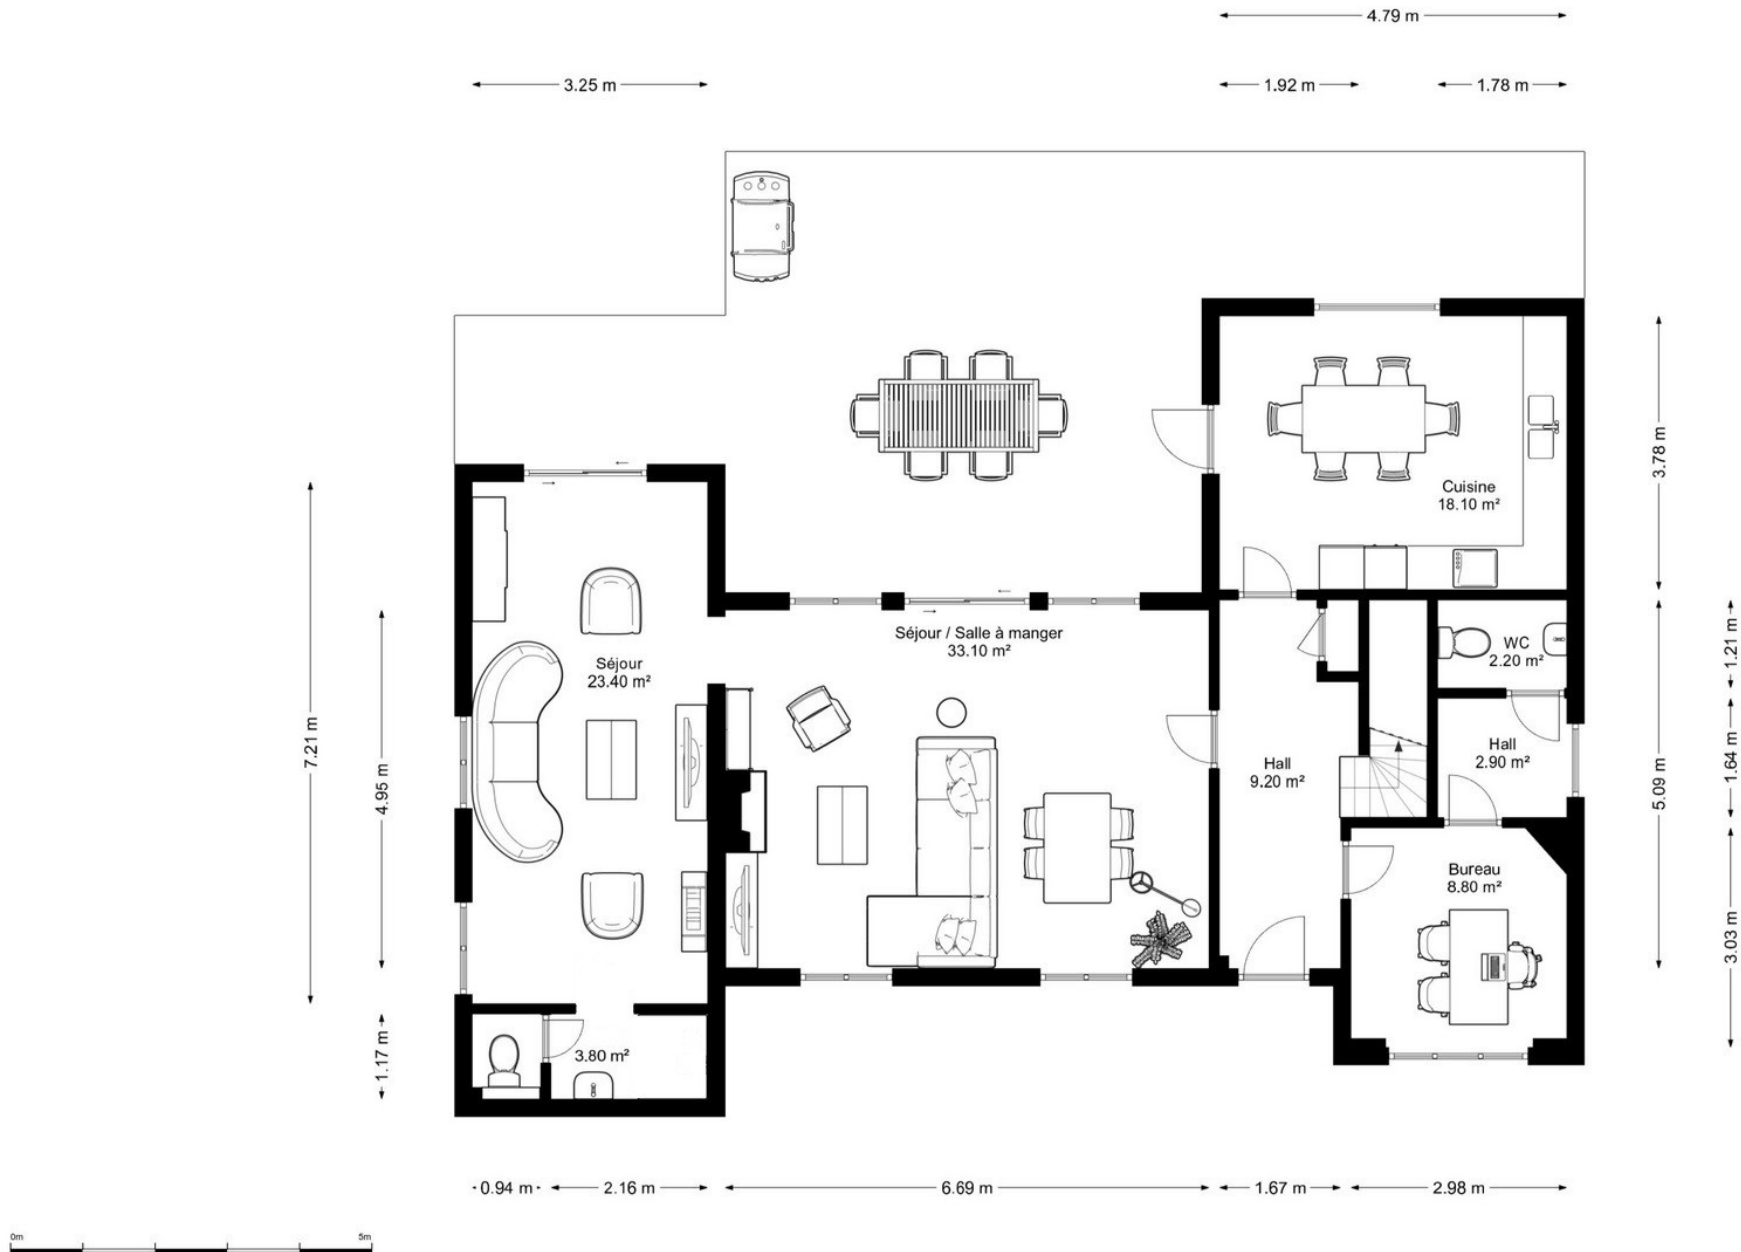 4.79 m
3.25 m
1.92 m
1.78 m
Cuisine
18.10 m²
3.78 m
Séjour / Salle à manger
33.10 m²
WC
2.20 m²
1.21 m
Séjour
23.40 m²
7.21 m
4.95 m
Hall
9.20 m²
Hall
2.90 m²
1.64 m
5.09 m
Bureau
8.80 m²
3.03 m
1.17 m
3.80 m²
0.94 m
2.16 m
6.69 m
1.67 m
2.98 m
0m
5m